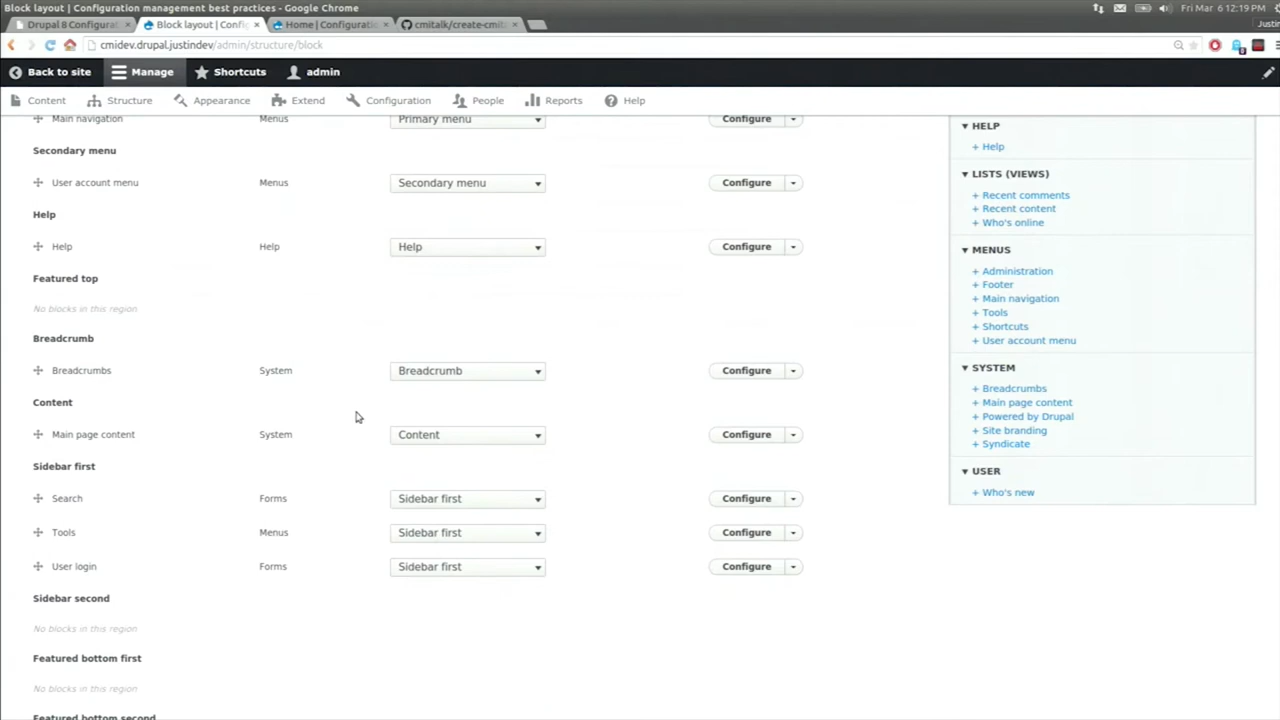 Block layout | Configuration management best practices - Google Chrome
Fri Mar 6 12:19 PM
Drupal 8 Configurat
Block layout | Config
Home | Configuration
cmitalk/create-cmita
Justin
cmidev.drupal.justindev/admin/structure/block
Back to site Manage Shortcuts admin
Content Structure Appearance Extend Configuration People Reports Help
Main navigation Menus Primary menu Configure
Secondary menu
User account menu Menus Secondary menu Configure
Help
Help Help Help Configure
Featured top
No blocks in this region
Breadcrumb
Breadcrumbs System Breadcrumb Configure
Content
Main page content System Content Configure
Sidebar first
Search Forms Sidebar first Configure
Tools Menus Sidebar first Configure
User login Forms Sidebar first Configure
Sidebar second
No blocks in this region
Featured bottom first
No blocks in this region
Featured bottom second
HELP
+ Help
LISTS (VIEWS)
+ Recent comments
+ Recent content
+ Who's online
MENUS
+ Administration
+ Footer
+ Main navigation
+ Tools
+ Shortcuts
+ User account menu
SYSTEM
+ Breadcrumbs
+ Main page content
+ Powered by Drupal
+ Site branding
+ Syndicate
USER
+ Who's new